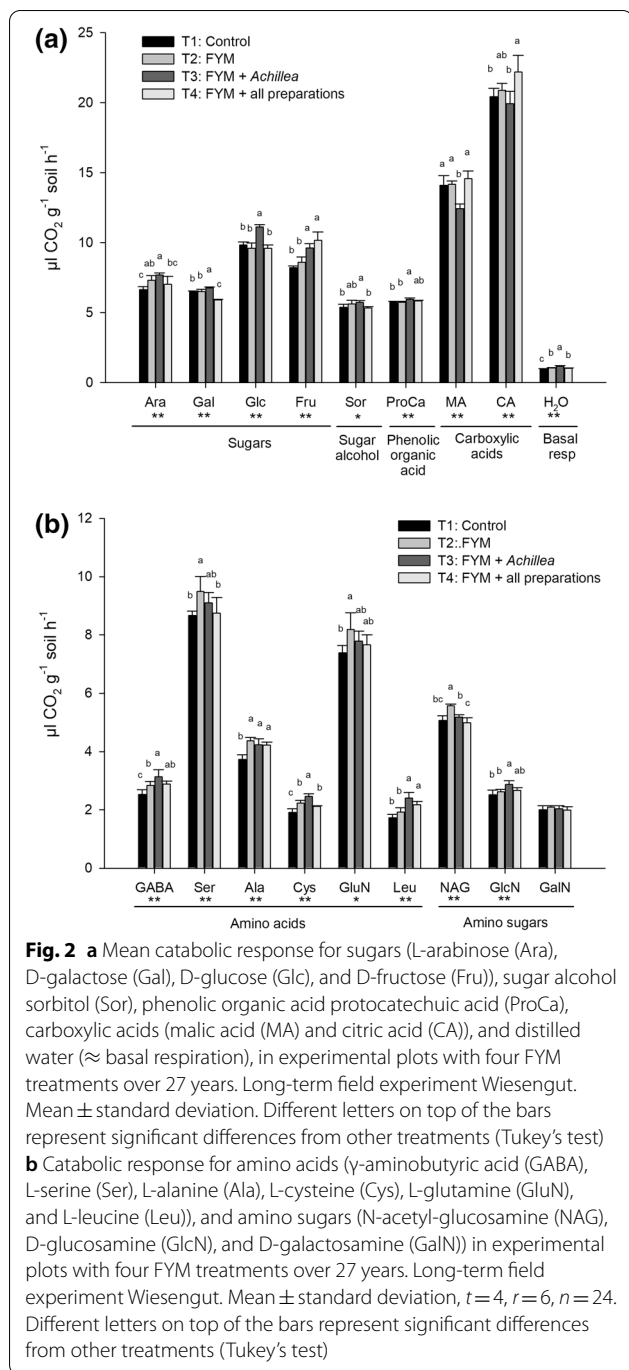 (a)
T1: Control
T2: FYM
T3: FYM + Achillea
T4: FYM + all preparations
25
20
15
10
5
0
µl CO2 g-1 soil h-1
c ab a bc
b b a c
b b a b
b b a a
b ab a b
b b a ab
a a b a
b ab b a
c b a b
Ara Gal Glc Fru Sor ProCa MA CA H2O
** ** ** ** * ** ** ** **
Sugars
Sugar alcohol
Phenolic organic acid
Carboxylic acids
Basal resp
(b)
T1: Control
T2:.FYM
T3: FYM + Achillea
T4: FYM + all preparations
12
10
8
6
4
2
0
µl CO2 g-1 soil h-1
c b a ab
b a ab b
b a a a
c b a b
b a ab ab
b b a a
bc a b c
b b a ab
GABA Ser Ala Cys GluN Leu NAG GlcN GalN
** ** ** ** * ** ** **
Amino acids
Amino sugars
Fig. 2 a Mean catabolic response for sugars (L-arabinose (Ara),
D-galactose (Gal), D-glucose (Glc), and D-fructose (Fru)), sugar alcohol
sorbitol (Sor), phenolic organic acid protocatechuic acid (ProCa),
carboxylic acids (malic acid (MA) and citric acid (CA)), and distilled
water (≈ basal respiration), in experimental plots with four FYM
treatments over 27 years. Long-term field experiment Wiesengut.
Mean ± standard deviation. Different letters on top of the bars
represent significant differences from other treatments (Tukey's test)
b Catabolic response for amino acids (γ-aminobutyric acid (GABA),
L-serine (Ser), L-alanine (Ala), L-cysteine (Cys), L-glutamine (GluN),
and L-leucine (Leu)), and amino sugars (N-acetyl-glucosamine (NAG),
D-glucosamine (GlcN), and D-galactosamine (GalN)) in experimental
plots with four FYM treatments over 27 years. Long-term field
experiment Wiesengut. Mean ± standard deviation, t = 4, r = 6, n = 24.
Different letters on top of the bars represent significant differences
from other treatments (Tukey's test)